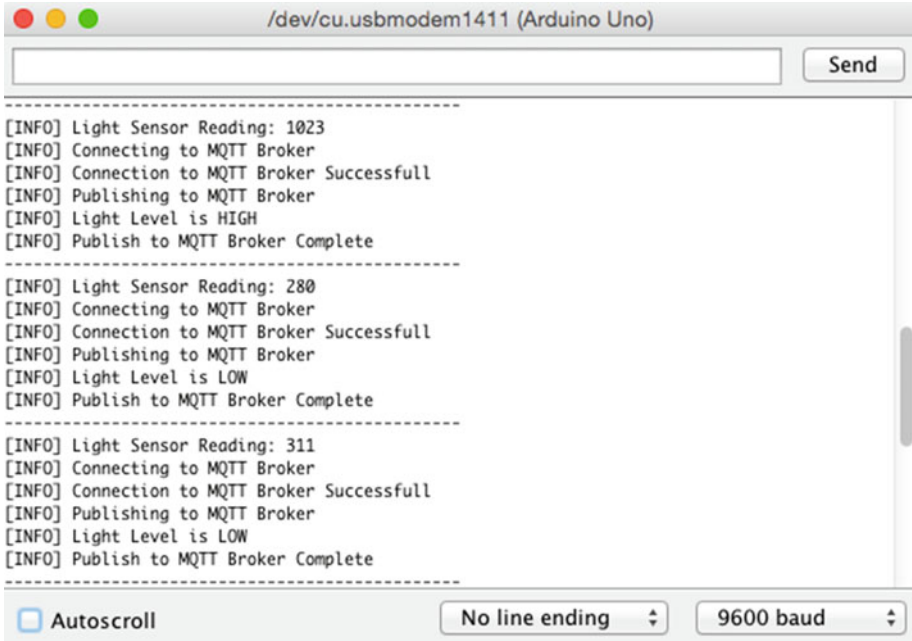 /dev/cu.usbmodem1411 (Arduino Uno)
Send
------------------------------------------------
[INFO] Light Sensor Reading: 1023
[INFO] Connecting to MQTT Broker
[INFO] Connection to MQTT Broker Successfull
[INFO] Publishing to MQTT Broker
[INFO] Light Level is HIGH
[INFO] Publish to MQTT Broker Complete
------------------------------------------------
[INFO] Light Sensor Reading: 280
[INFO] Connecting to MQTT Broker
[INFO] Connection to MQTT Broker Successfull
[INFO] Publishing to MQTT Broker
[INFO] Light Level is LOW
[INFO] Publish to MQTT Broker Complete
------------------------------------------------
[INFO] Light Sensor Reading: 311
[INFO] Connecting to MQTT Broker
[INFO] Connection to MQTT Broker Successfull
[INFO] Publishing to MQTT Broker
[INFO] Light Level is LOW
[INFO] Publish to MQTT Broker Complete
------------------------------------------------
Autoscroll No line ending 9600 baud